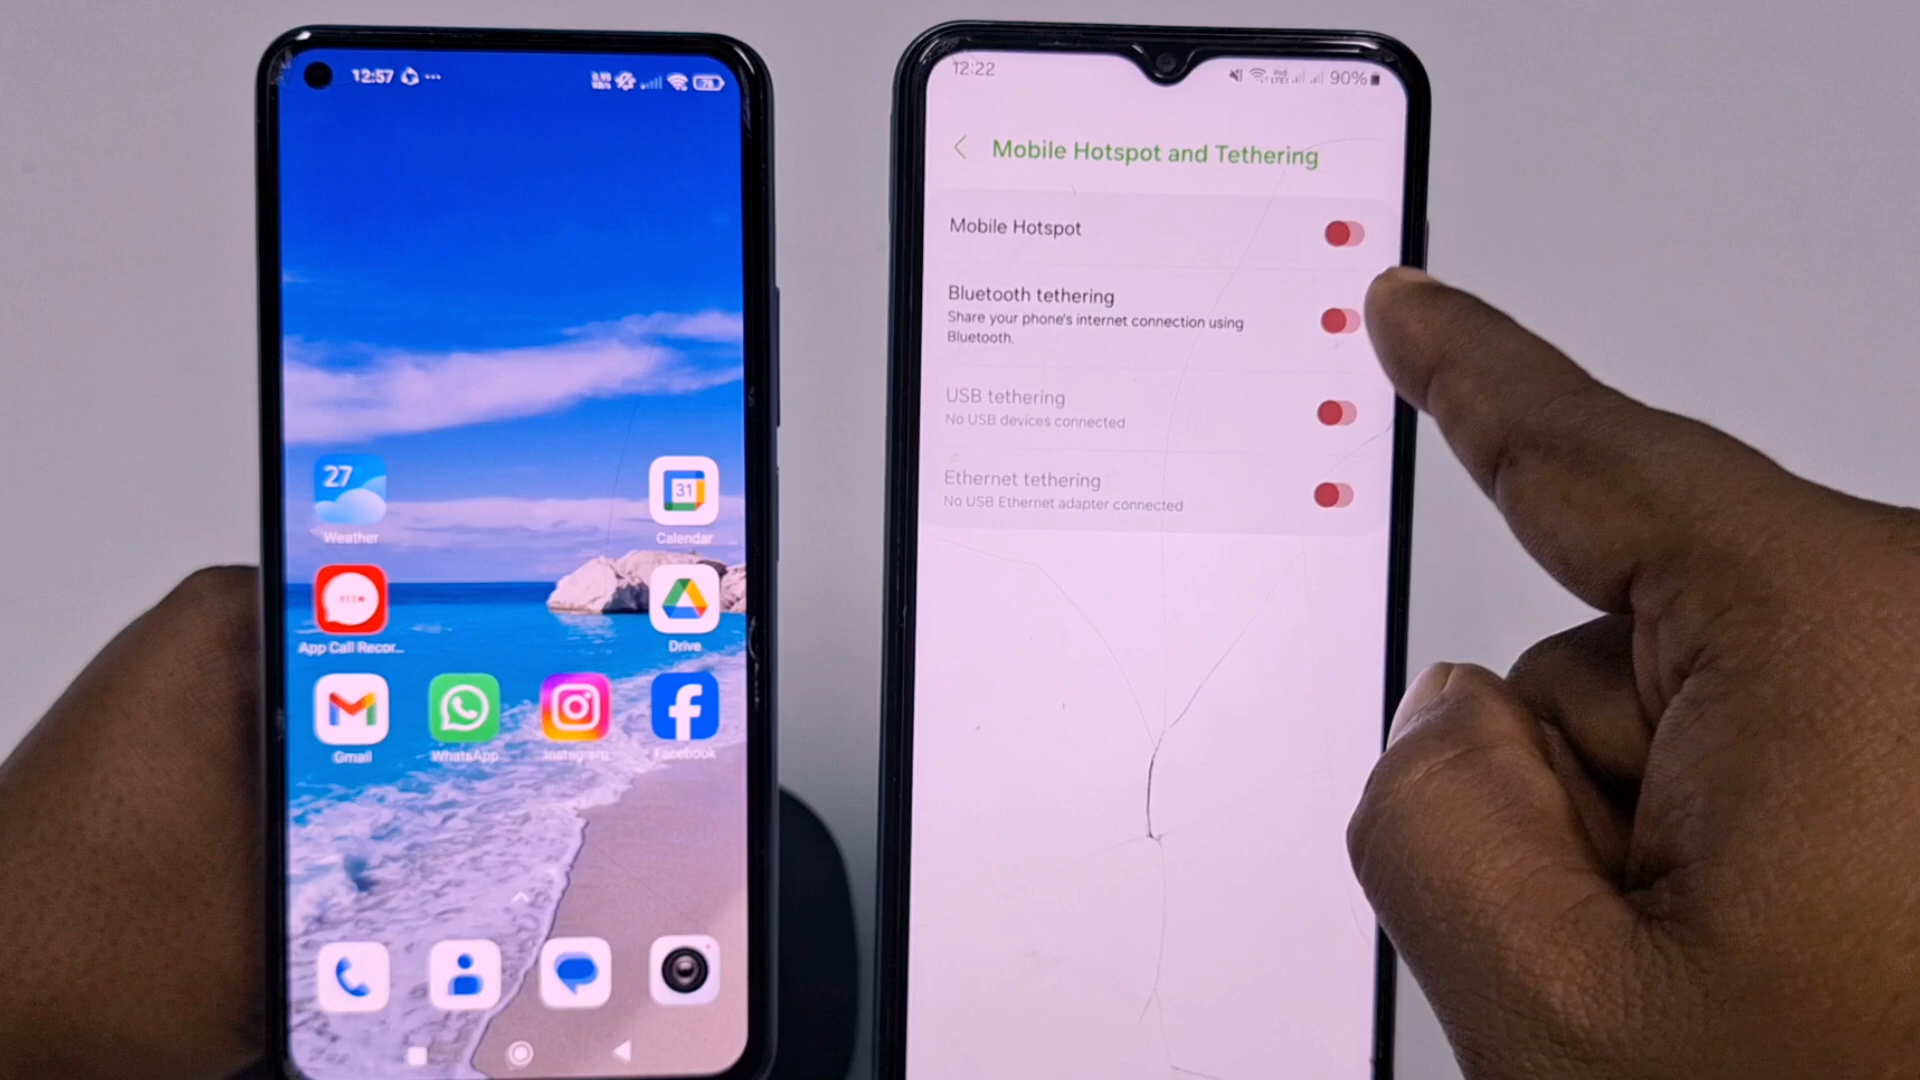 12:57
78
27
Weather
31
Calendar
App Call Recor...
Drive
Gmail
WhatsApp
Instagram
Facebook
12:22
90%
Mobile Hotspot and Tethering
Mobile Hotspot
Bluetooth tethering
Share your phone's internet connection using
Bluetooth.
USB tethering
No USB devices connected
Ethernet tethering
No USB Ethernet adapter connected